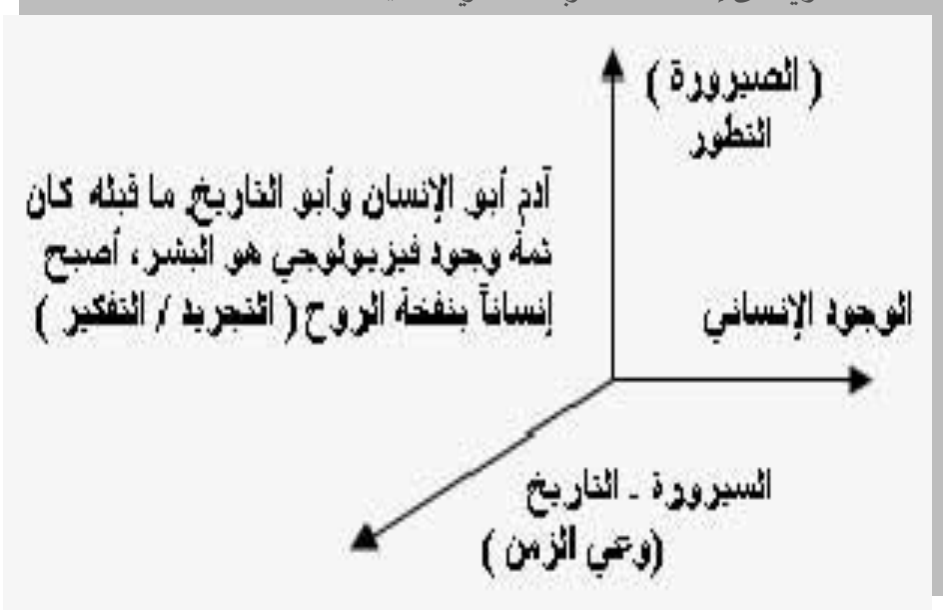 ( الصيرورة )
التطور
آدم أبو الإنسان وأبو التاريخ. ما قبله كان
ثمة وجود فيزيولوجي هو البشر، أصبح
إنساناً بنفخة الروح ( التجريد / التفكير )
الوجود الإنساني
السيرورة - التاريخ
(وعي الزمن )